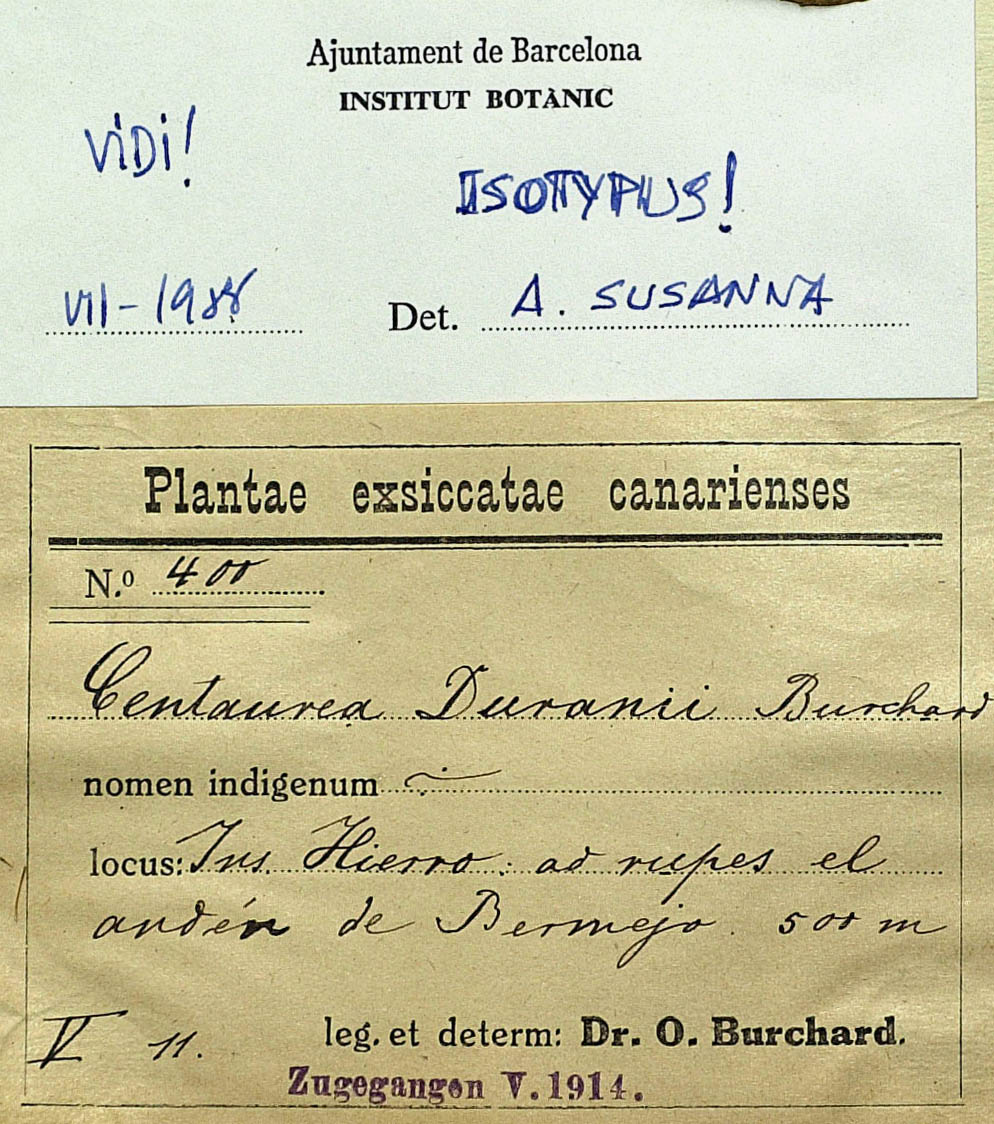 Ajuntament de Barcelona
INSTITUT BOTÀNIC
VIDI!
ISOTYPUS!
VII - 1988 Det. A. SUSANNA
Plantae exsiccatae canarienses
N.º 400
Centaurea Duranii Burchard
nomen indigenum
locus: Ins. Hierro: ad rupes el
andén de Bermejo. 500 m
V 11. leg. et determ: Dr. O. Burchard.
Zugegangen V. 1914.